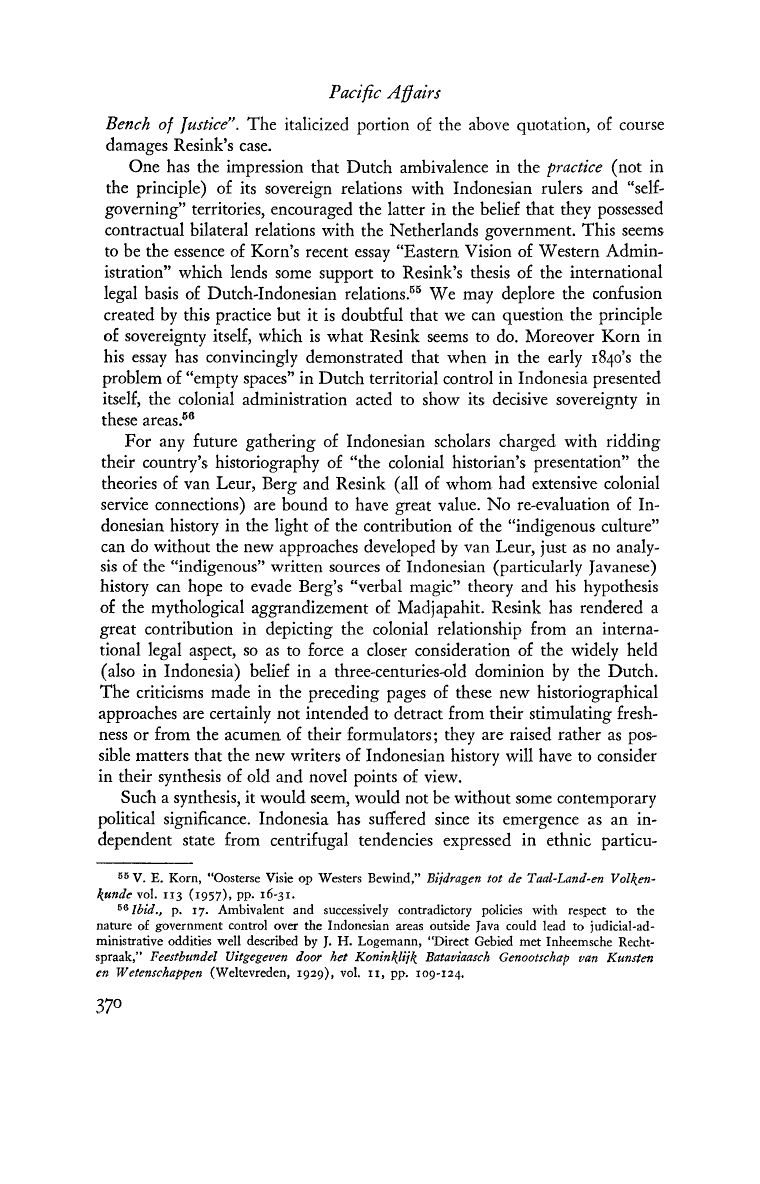 Pacific Affairs
Bench of Justice". The italicized portion of the above quotation, of course
damages Resink's case.
One has the impression that Dutch ambivalence in the practice (not in
the principle) of its sovereign relations with Indonesian rulers and "self-
governing" territories, encouraged the latter in the belief that they possessed
contractual bilateral relations with the Netherlands government. This seems
to be the essence of Korn's recent essay "Eastern Vision of Western Admin-
istration" which lends some support to Resink's thesis of the international
legal basis of Dutch-Indonesian relations.⁵⁵ We may deplore the confusion
created by this practice but it is doubtful that we can question the principle
of sovereignty itself, which is what Resink seems to do. Moreover Korn in
his essay has convincingly demonstrated that when in the early 1840's the
problem of "empty spaces" in Dutch territorial control in Indonesia presented
itself, the colonial administration acted to show its decisive sovereignty in
these areas.⁵⁶
For any future gathering of Indonesian scholars charged with ridding
their country's historiography of "the colonial historian's presentation" the
theories of van Leur, Berg and Resink (all of whom had extensive colonial
service connections) are bound to have great value. No re-evaluation of In-
donesian history in the light of the contribution of the "indigenous culture"
can do without the new approaches developed by van Leur, just as no analy-
sis of the "indigenous" written sources of Indonesian (particularly Javanese)
history can hope to evade Berg's "verbal magic" theory and his hypothesis
of the mythological aggrandizement of Madjapahit. Resink has rendered a
great contribution in depicting the colonial relationship from an interna-
tional legal aspect, so as to force a closer consideration of the widely held
(also in Indonesia) belief in a three-centuries-old dominion by the Dutch.
The criticisms made in the preceding pages of these new historiographical
approaches are certainly not intended to detract from their stimulating fresh-
ness or from the acumen of their formulators; they are raised rather as pos-
sible matters that the new writers of Indonesian history will have to consider
in their synthesis of old and novel points of view.
Such a synthesis, it would seem, would not be without some contemporary
political significance. Indonesia has suffered since its emergence as an in-
dependent state from centrifugal tendencies expressed in ethnic particu-
⁵⁵ V. E. Korn, "Oosterse Visie op Westers Bewind," Bijdragen tot de Taal-Land-en Volken-
kunde vol. 113 (1957), pp. 16-31.
⁵⁶ Ibid., p. 17. Ambivalent and successively contradictory policies with respect to the
nature of government control over the Indonesian areas outside Java could lead to judicial-ad-
ministrative oddities well described by J. H. Logemann, "Direct Gebied met Inheemsche Recht-
spraak," Feestbundel Uitgegeven door het Koninklijk Bataviaasch Genootschap van Kunsten
en Wetenschappen (Weltevreden, 1929), vol. 11, pp. 109-124.
370